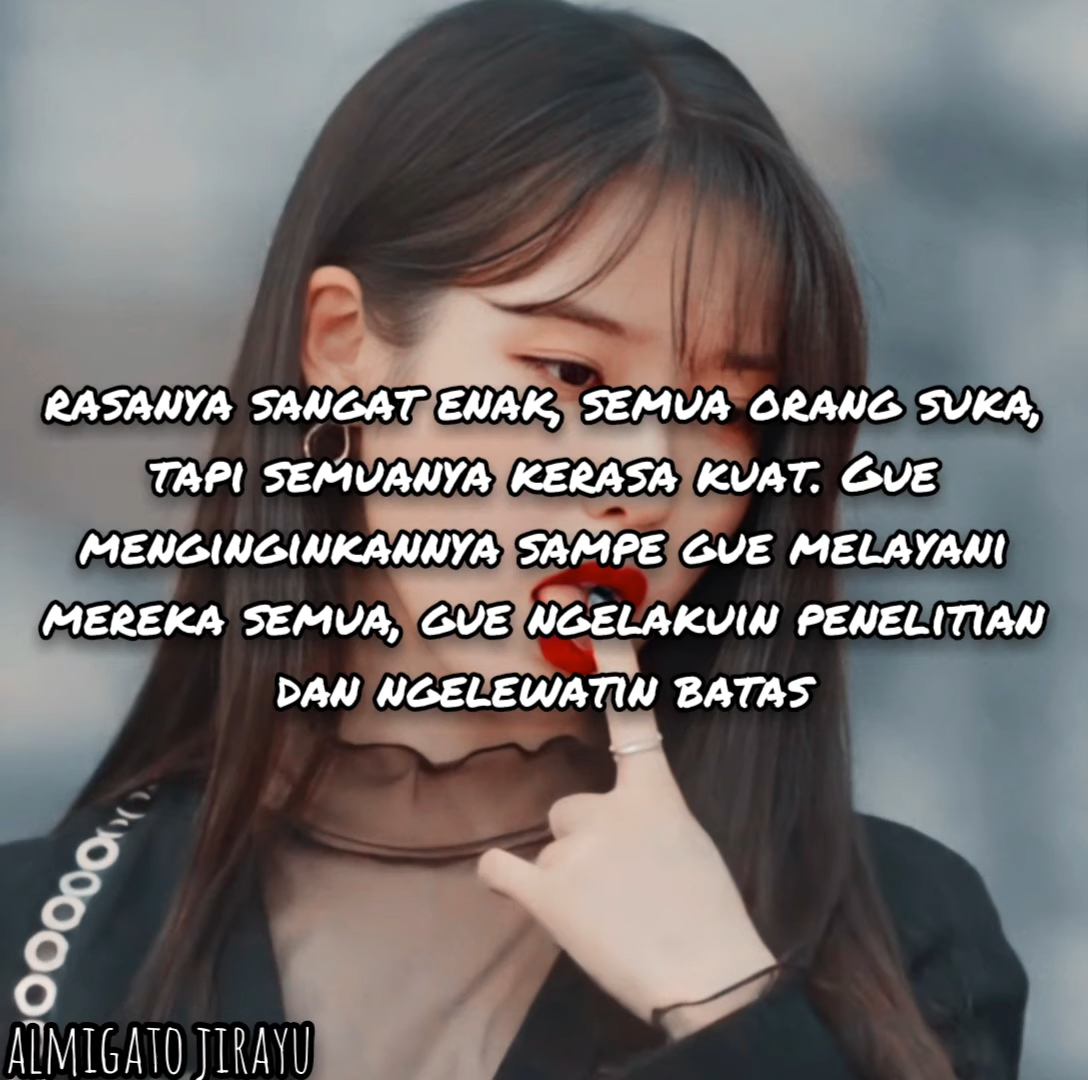 RASANYA SANGAT ENAK, SEMUA ORANG SUKA,
TAPI SEMUANYA KERASA KUAT. GUE
MENGINGINKANNYA SAMPE GUE MELAYANI
MEREKA SEMUA, GUE NGELAKUIN PENELITIAN
DAN NGELEWATIN BATAS
ALMIGATO JIRAYU